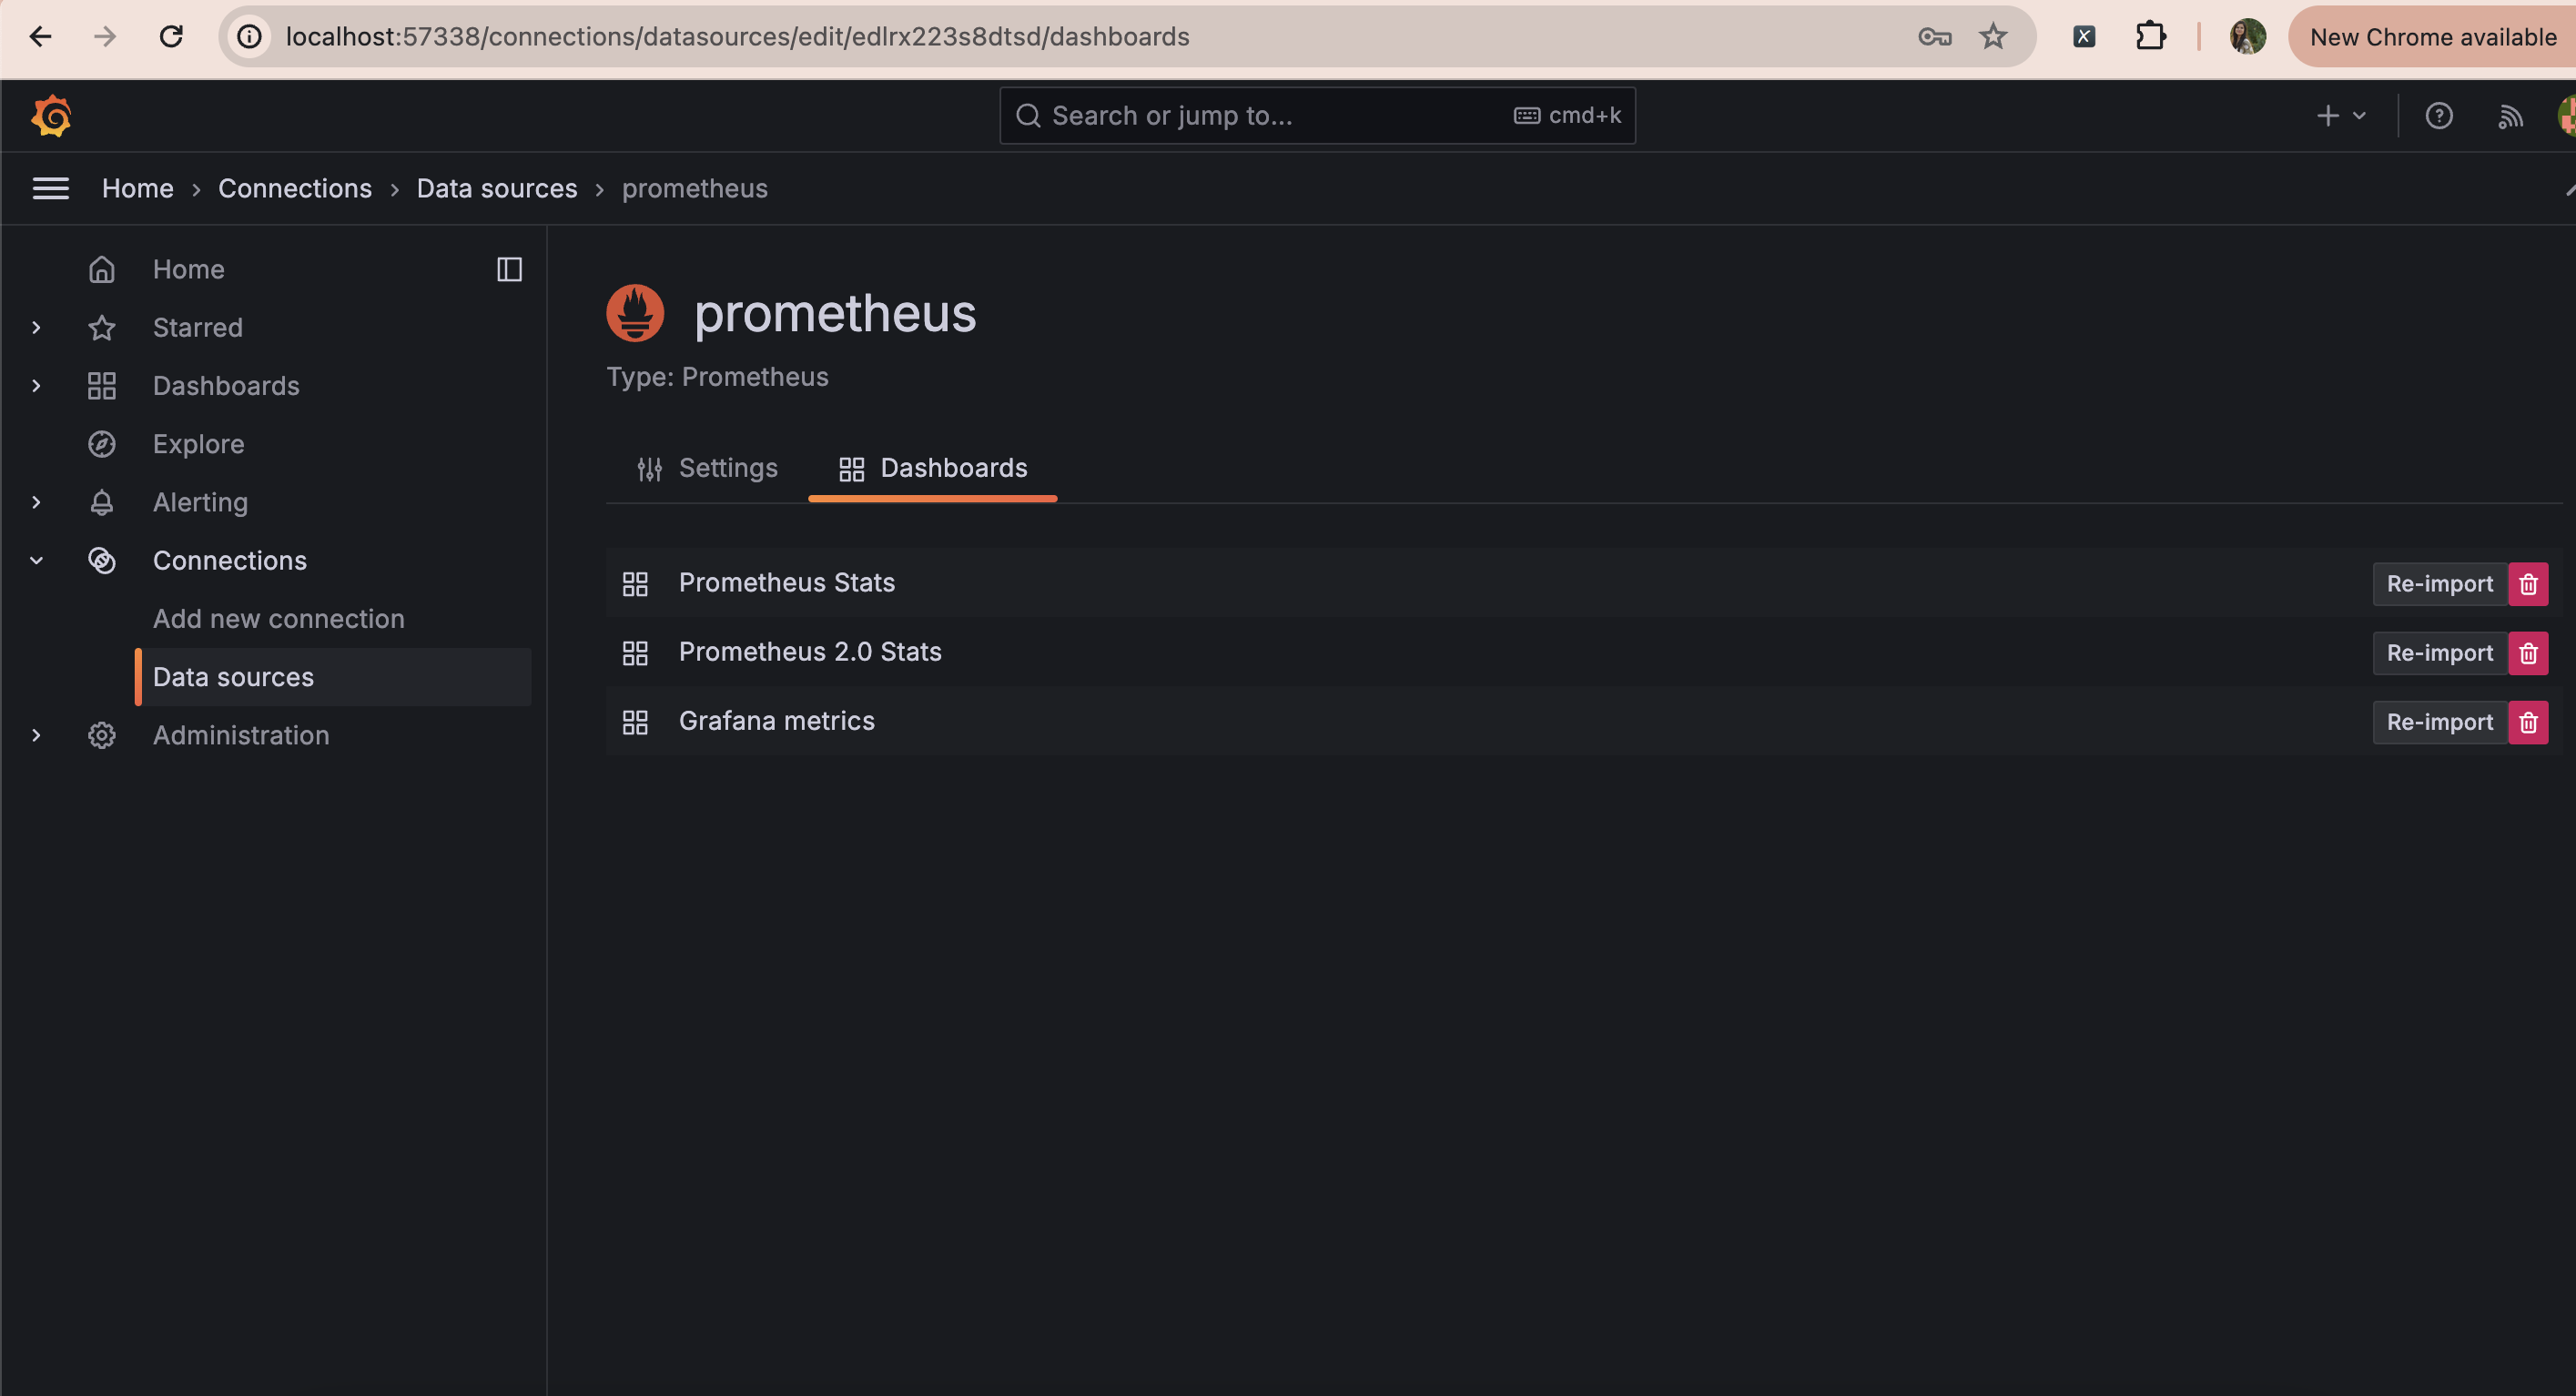 localhost:57338/connections/datasources/edit/edlrx223s8dtsd/dashboards
New Chrome available
Search or jump to...
cmd+k
Home
Connections
Data sources
prometheus
Home
Starred
Dashboards
Explore
Alerting
Connections
Add new connection
Data sources
Administration
prometheus
Type: Prometheus
Settings
Dashboards
Prometheus Stats
Re-import
Prometheus 2.0 Stats
Re-import
Grafana metrics
Re-import